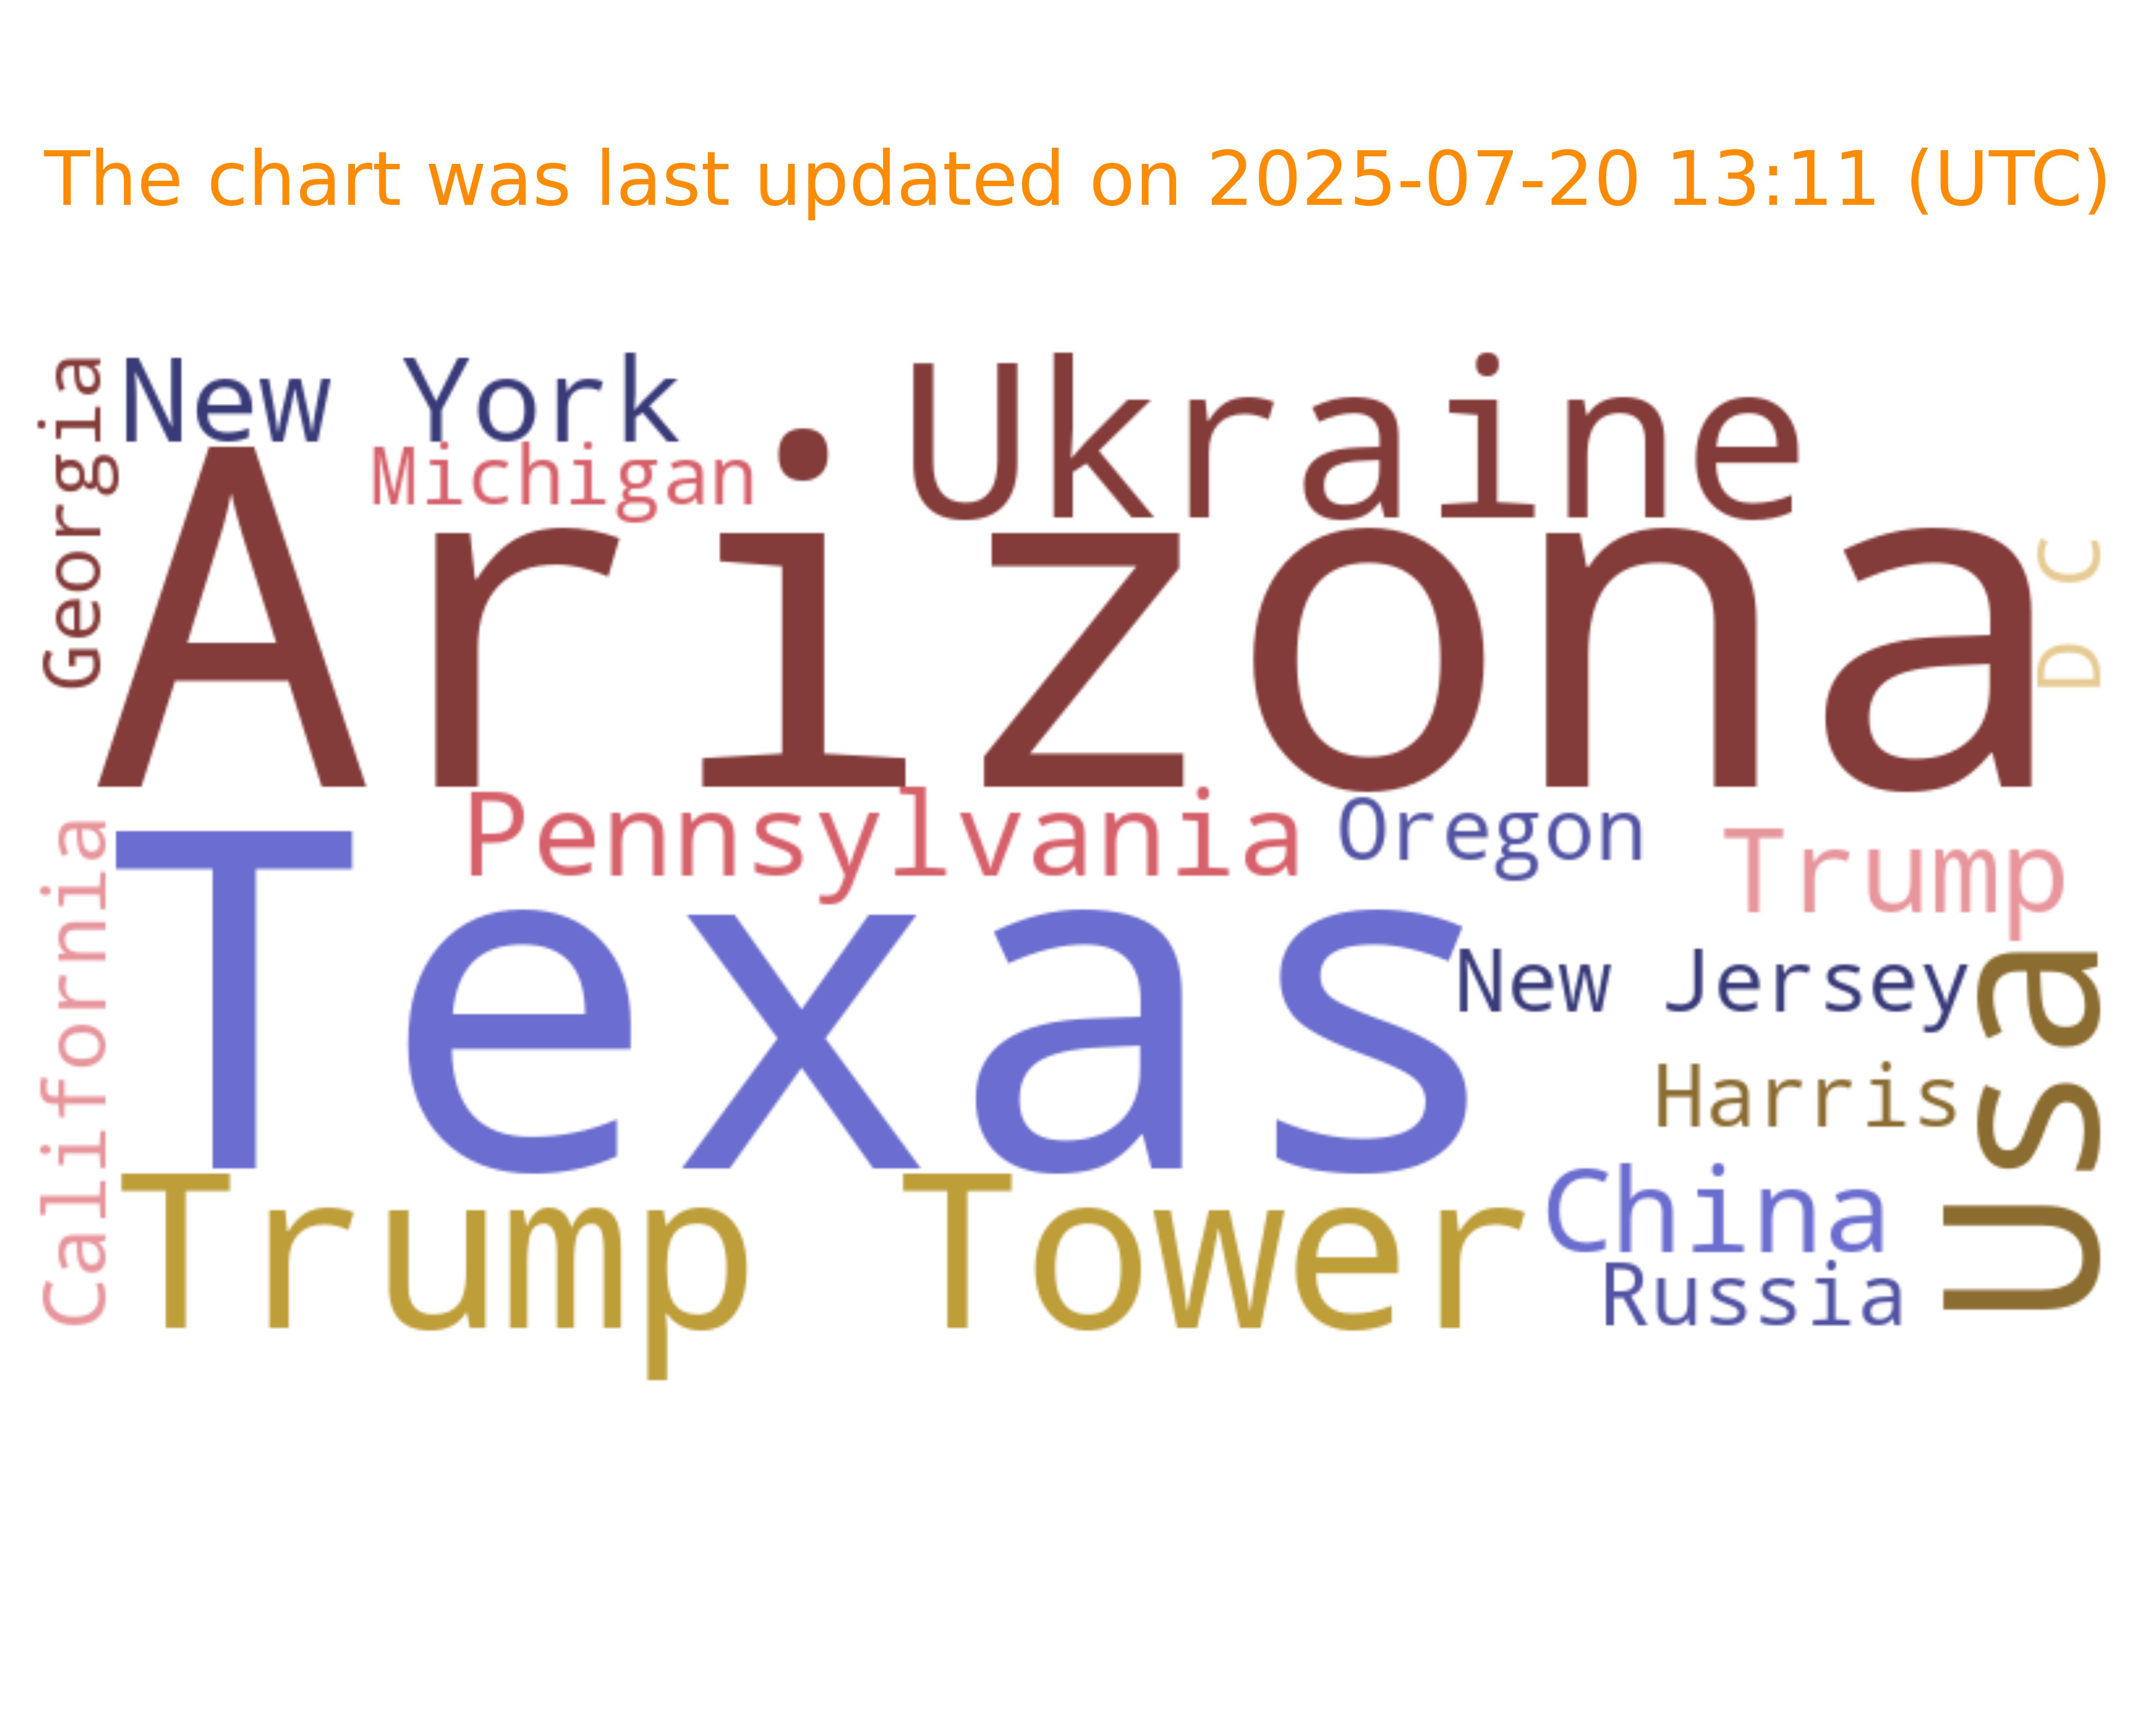 The chart was last updated on 2025-07-20 13:11 (UTC)
Georgia
New York
Ukraine
Michigan
Arizona
D C
Pennsylvania
Oregon
Trump
California
Texas
New Jersey
Usa
Harris
Trump Tower
China
Russia